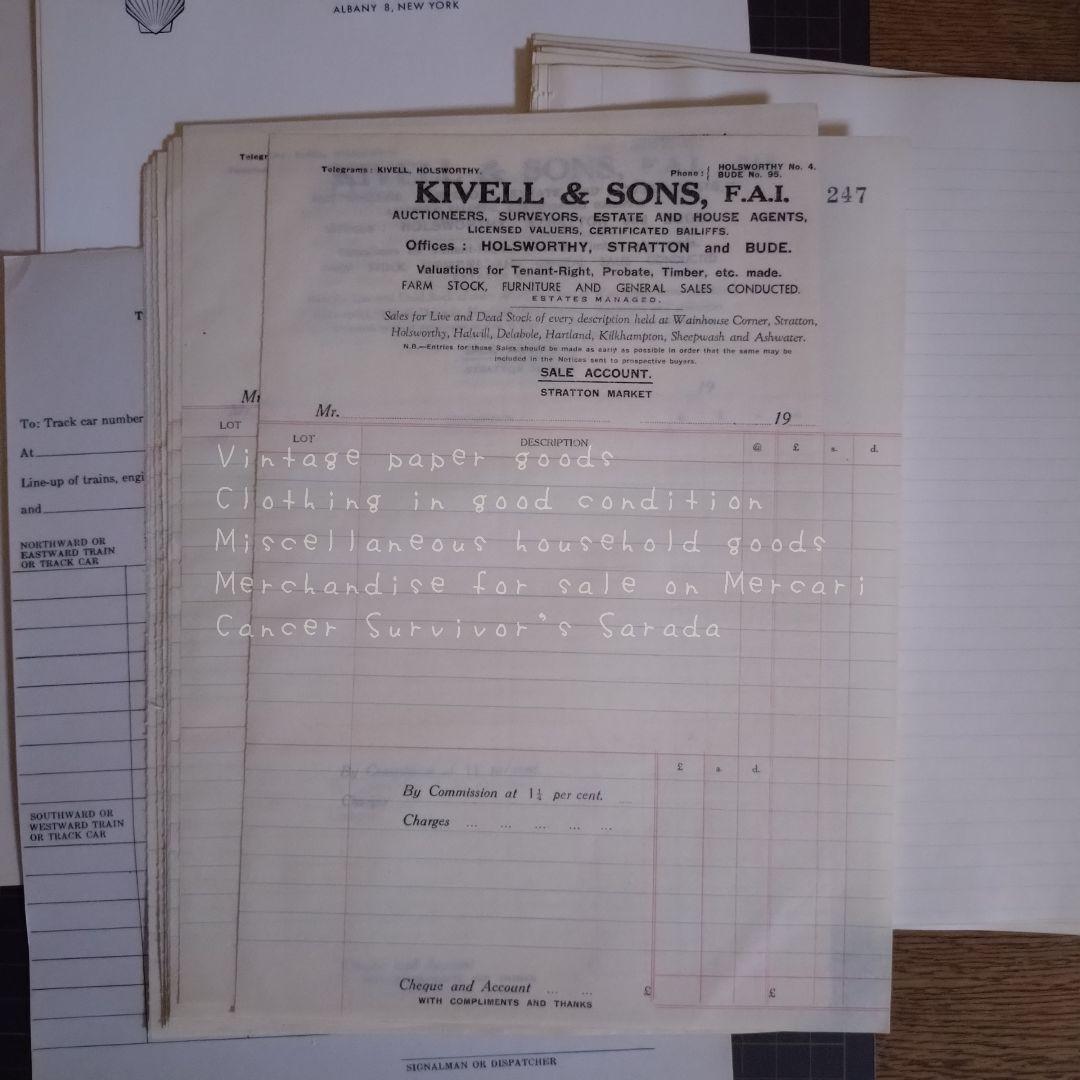 ALBANY 8, NEW YORK
Telegrams : KIVELL, HOLSWORTHY.
Phone : { HOLSWORTHY No. 4.
BUDE No. 95.
KIVELL & SONS, F.A.I.
247
AUCTIONEERS, SURVEYORS, ESTATE AND HOUSE AGENTS,
LICENSED VALUERS, CERTIFICATED BAILIFFS.
Offices : HOLSWORTHY, STRATTON and BUDE.
Valuations for Tenant-Right, Probate, Timber, etc. made.
FARM STOCK, FURNITURE AND GENERAL SALES CONDUCTED.
ESTATES MANAGED.
Sales for Live and Dead Stock of every description held at Wainhouse Corner, Stratton,
Holsworthy, Halwill, Delabole, Hartland, Kilkhampton, Sheepwash and Ashwater.
N.B.—Entries for those Sales should be made as early as possible in order that the same may be
included in the Notices sent to prospective buyers.
SALE ACCOUNT.
STRATTON MARKET
Mr. 19
LOT DESCRIPTION @ £ s. d.
Vintage paper goods
Clothing in good condition
Miscellaneous household goods
Merchandise for sale on Mercari
Cancer Survivor's Sarada
£ s. d.
By Commission at 1¼ per cent. ...
Charges ... ... ... ... ...
Cheque and Account ... ... £ £
WITH COMPLIMENTS AND THANKS
Telegr
Mr
LOT
T
To: Track car number
At
Line-up of trains, engi
and
NORTHWARD OR
EASTWARD TRAIN
OR TRACK CAR
SOUTHWARD OR
WESTWARD TRAIN
OR TRACK CAR
SIGNALMAN OR DISPATCHER